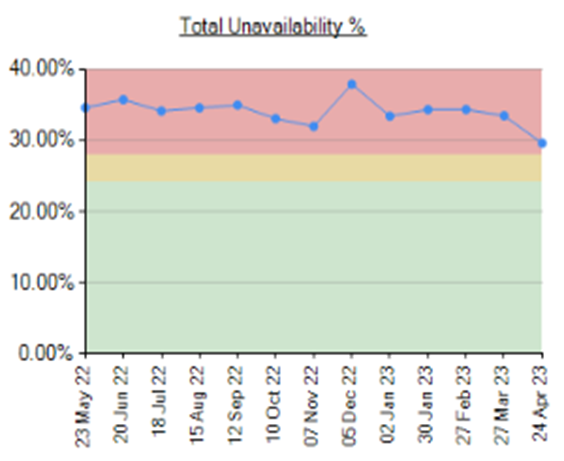 Total Unavailability %
40.00%
30.00%
20.00%
10.00%
0.00%
23 May 22
20 Jun 22
18 Jul 22
15 Aug 22
12 Sep 22
10 Oct 22
07 Nov 22
05 Dec 22
02 Jan 23
30 Jan 23
27 Feb 23
27 Mar 23
24 Apr 23